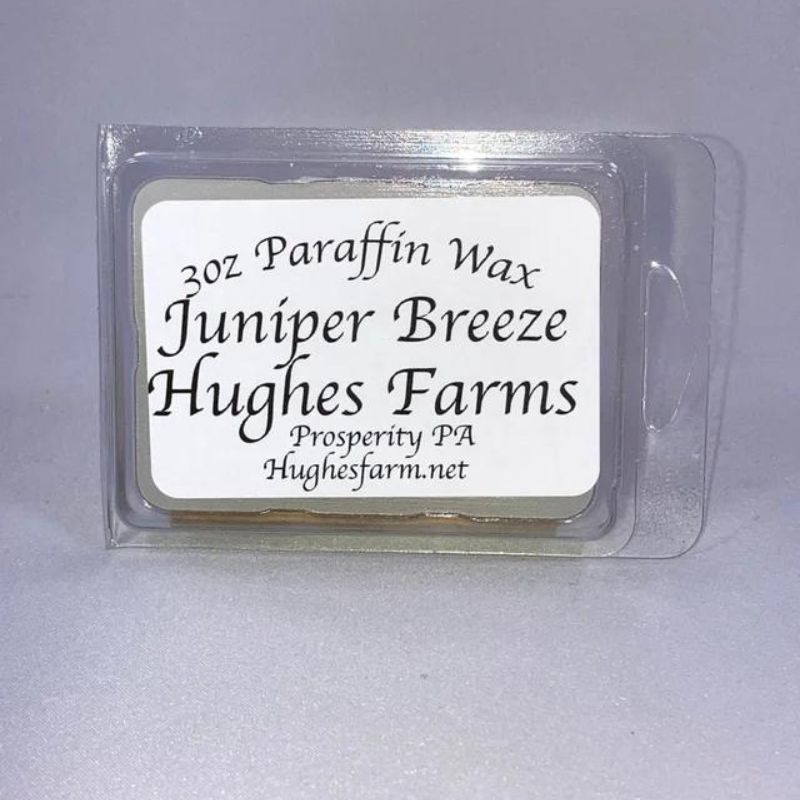 3oz Paraffin Wax
Juniper Breeze
Hughes Farms
Prosperity PA
Hughesfarm.net